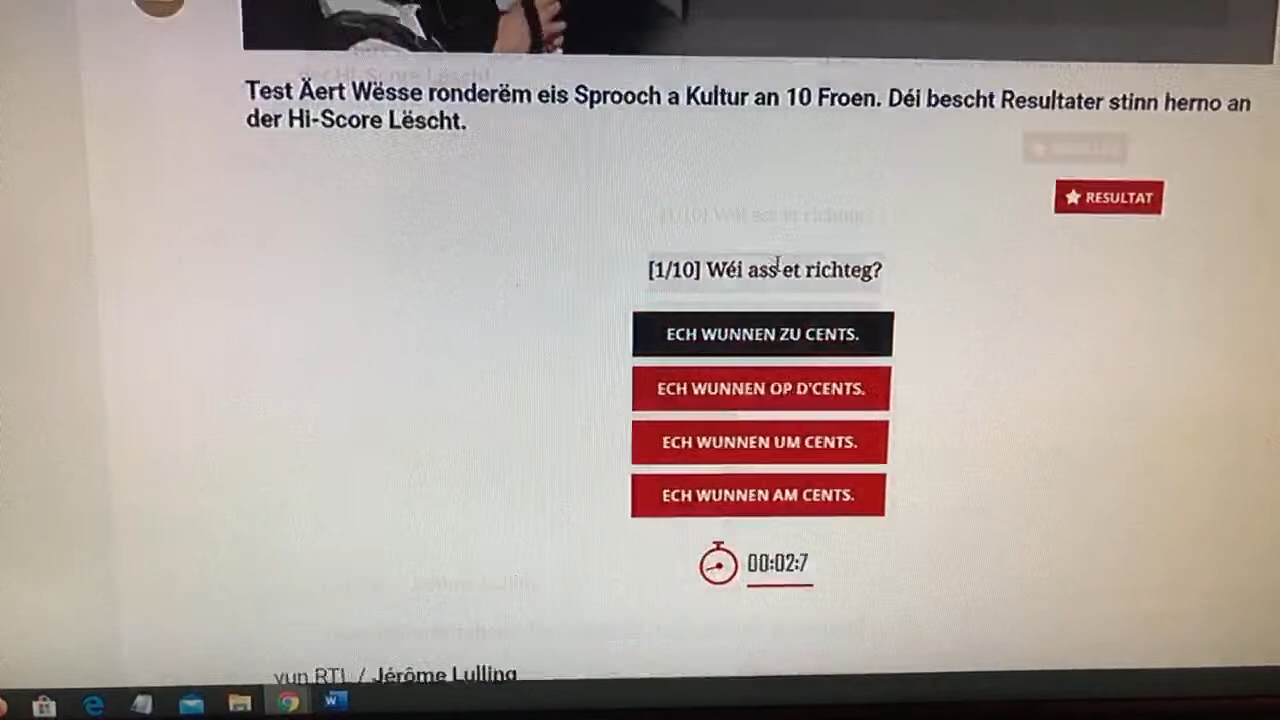 Test Äert Wësse ronderëm eis Sprooch a Kultur an 10 Froen. Déi bescht Resultater stinn herno an
der Hi-Score Lëscht.
RESULTAT
[1/10] Wéi ass et richteg?
ECH WUNNEN ZU CENTS.
ECH WUNNEN OP D'CENTS.
ECH WUNNEN UM CENTS.
ECH WUNNEN AM CENTS.
00:02:7
vun RTL / Jérôme Lulling